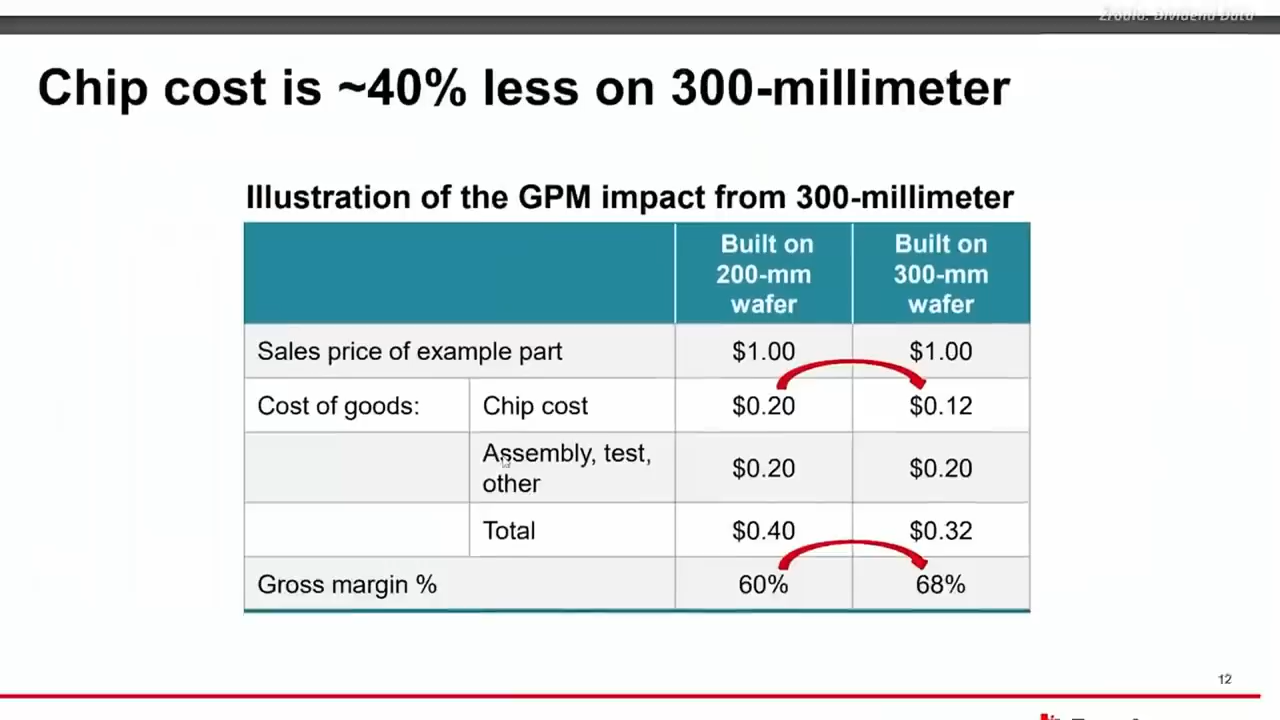 Źródło: Dividend Data
Chip cost is ~40% less on 300-millimeter
Illustration of the GPM impact from 300-millimeter
Built on
200-mm
wafer
Built on
300-mm
wafer
Sales price of example part $1.00 $1.00
Cost of goods: Chip cost $0.20 $0.12
Assembly, test,
other $0.20 $0.20
Total $0.40 $0.32
Gross margin % 60% 68%
12